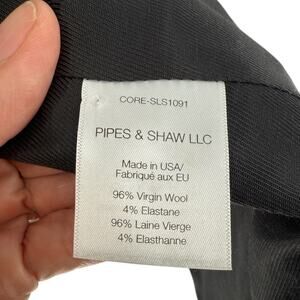 CORE-SLS1091
PIPES & SHAW LLC
Made in USA/
Fabriqué aux EU
96% Virgin Wool
4% Elastane
96% Laine Vierge
4% Elasthanne